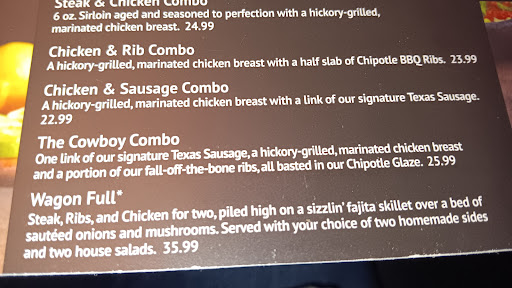 Steak & Chicken Combo
6 oz. Sirloin aged and seasoned to perfection with a hickory-grilled,
marinated chicken breast. 24.99
Chicken & Rib Combo
A hickory-grilled, marinated chicken breast with a half slab of Chipotle BBQ Ribs. 23.99
Chicken & Sausage Combo
A hickory-grilled, marinated chicken breast with a link of our signature Texas Sausage.
22.99
The Cowboy Combo
One link of our signature Texas Sausage, a hickory-grilled, marinated chicken breast
and a portion of our fall-off-the-bone ribs, all basted in our Chipotle Glaze. 25.99
Wagon Full*
Steak, Ribs, and Chicken for two, piled high on a sizzlin' fajita skillet over a bed of
sautéed onions and mushrooms. Served with your choice of two homemade sides
and two house salads. 35.99